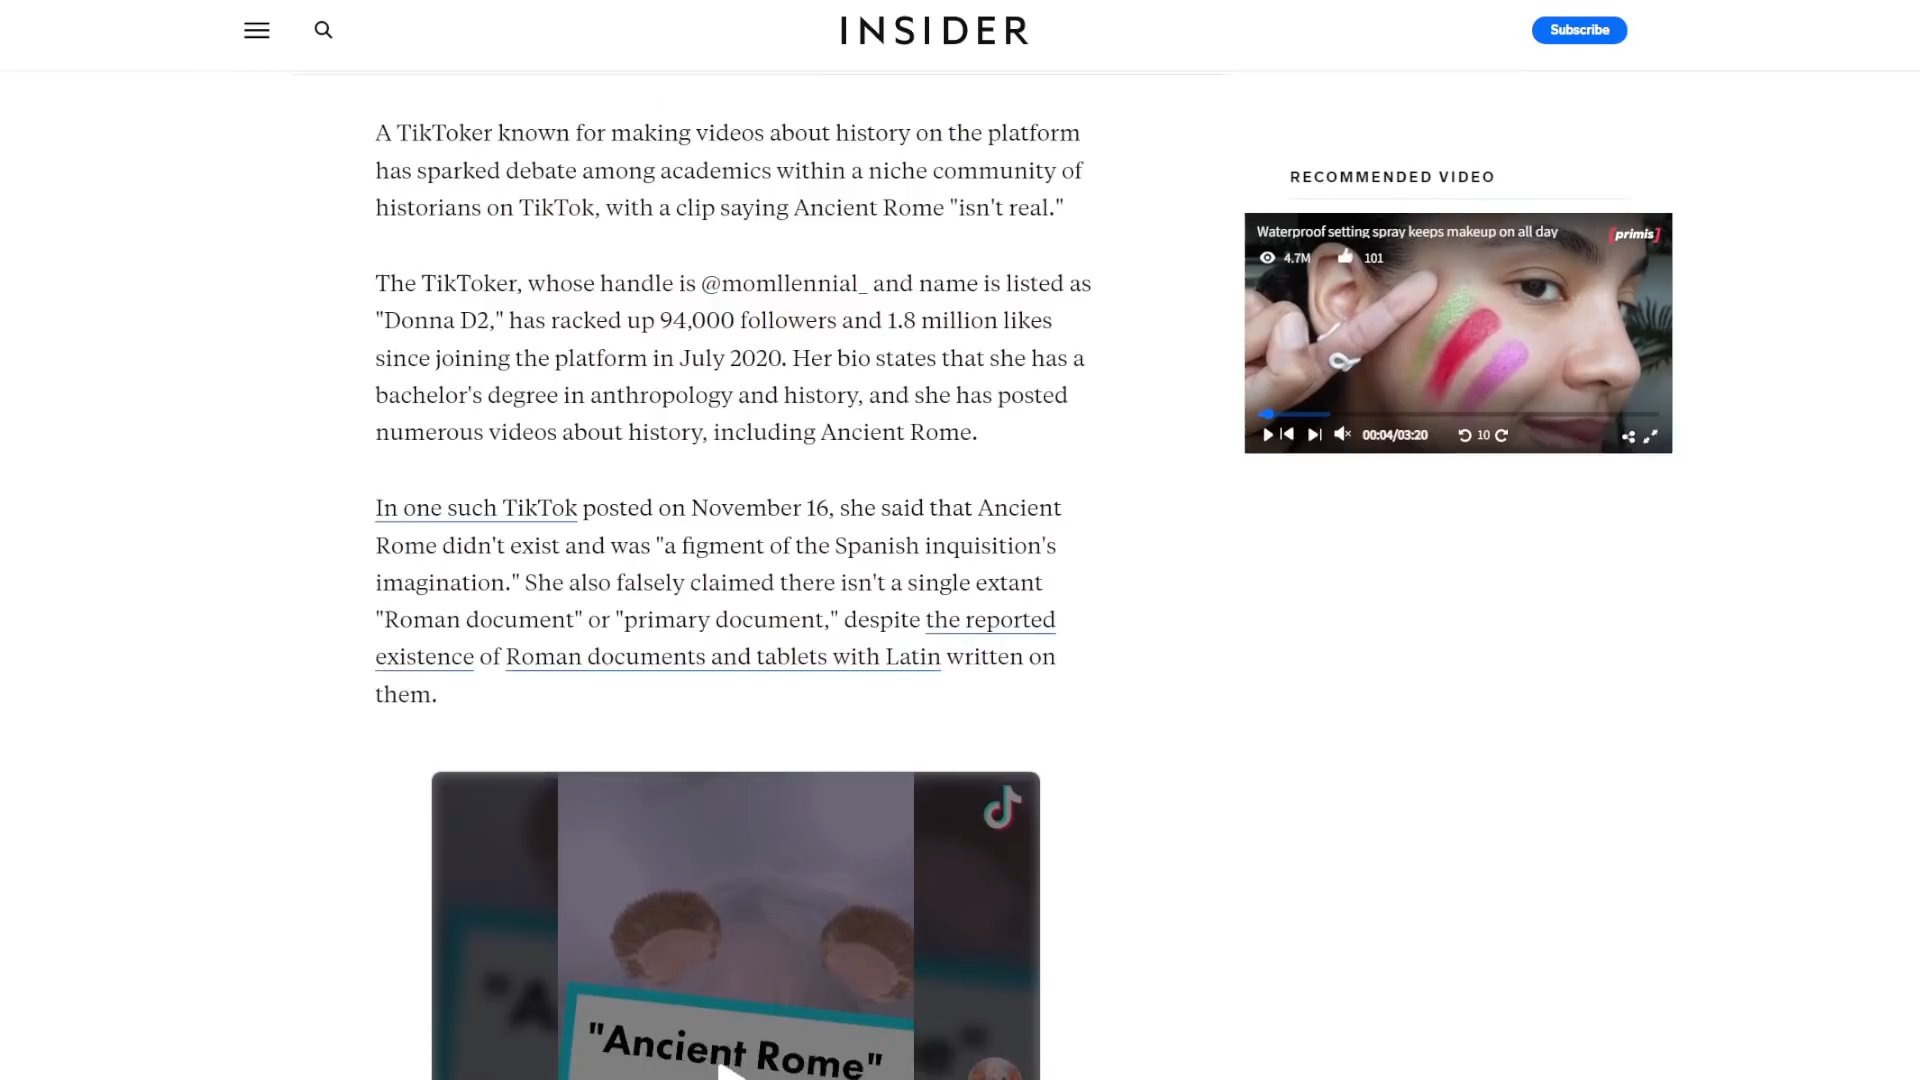 INSIDER
Subscribe
A TikToker known for making videos about history on the platform
has sparked debate among academics within a niche community of
historians on TikTok, with a clip saying Ancient Rome "isn't real."
The TikToker, whose handle is @momllennial_ and name is listed as
"Donna D2," has racked up 94,000 followers and 1.8 million likes
since joining the platform in July 2020. Her bio states that she has a
bachelor's degree in anthropology and history, and she has posted
numerous videos about history, including Ancient Rome.
In one such TikTok posted on November 16, she said that Ancient
Rome didn't exist and was "a figment of the Spanish inquisition's
imagination." She also falsely claimed there isn't a single extant
"Roman document" or "primary document," despite the reported
existence of Roman documents and tablets with Latin written on
them.
"Ancient Rome"
RECOMMENDED VIDEO
Waterproof setting spray keeps makeup on all day
[primis]
4.7M 101
00:04/03:20 10